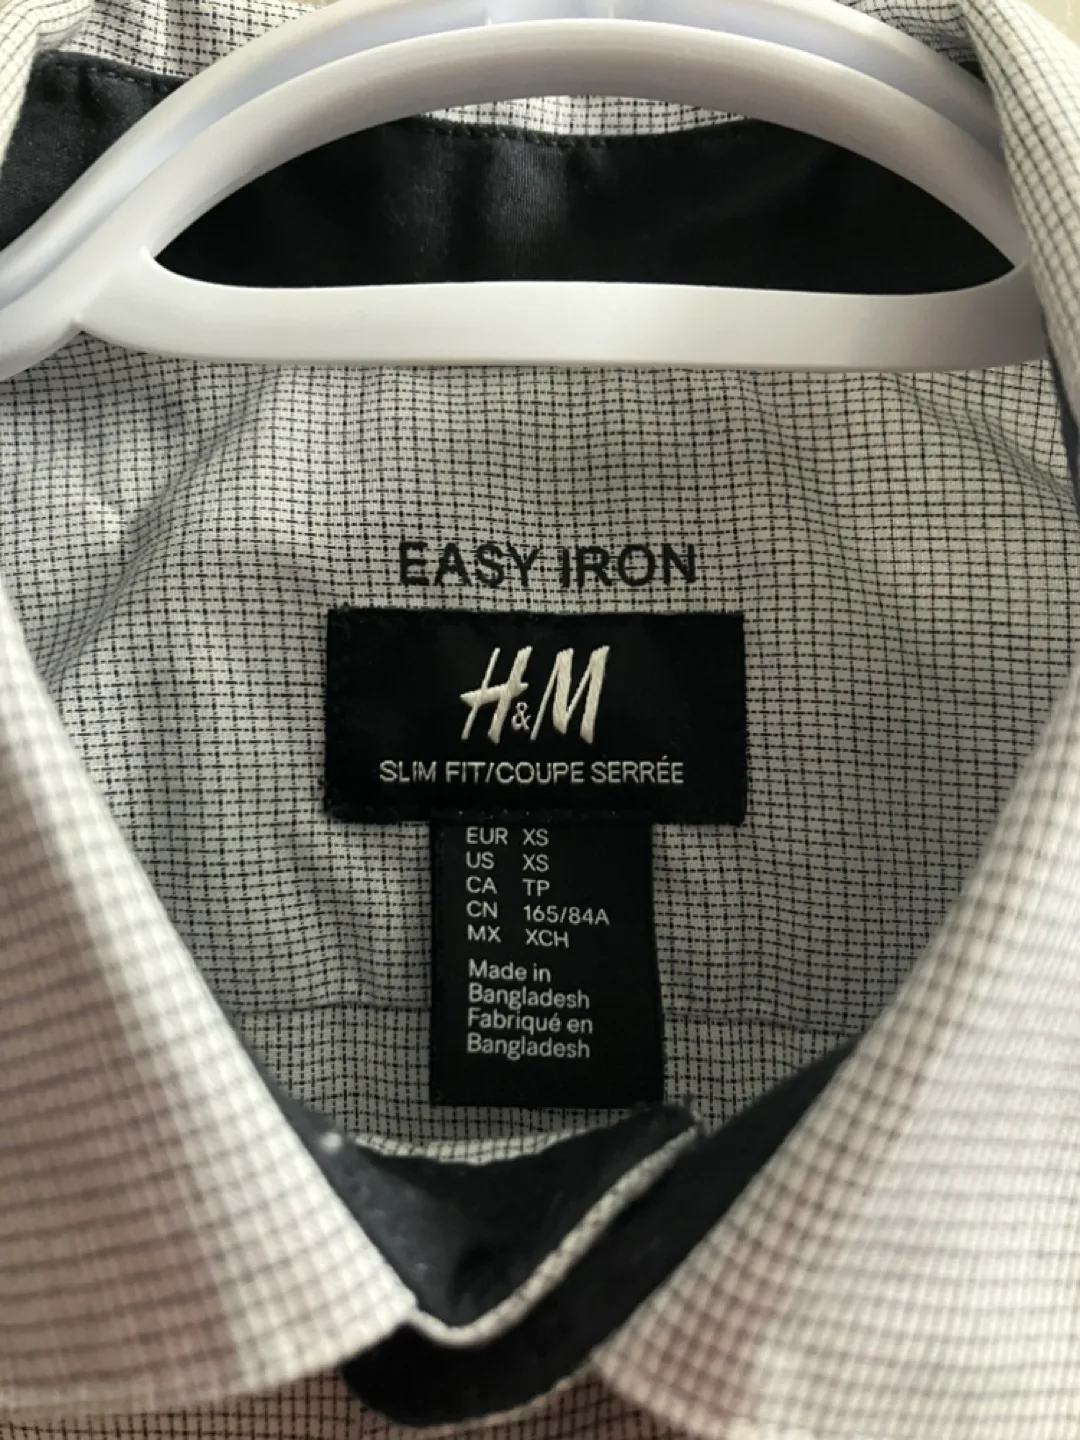 EASY IRON
H&M
SLIM FIT/COUPE SERRÉE
EUR XS
US XS
CA TP
CN 165/84A
MX XCH
Made in
Bangladesh
Fabriqué en
Bangladesh